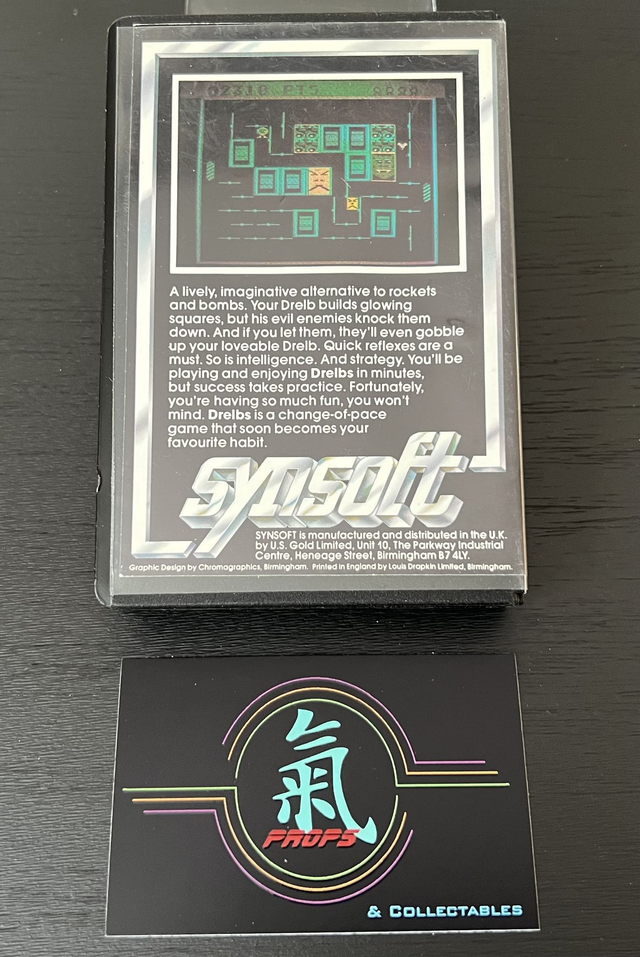 02310 PTS
A lively, imaginative alternative to rockets
and bombs. Your Drelb builds glowing
squares, but his evil enemies knock them
down. And if you let them, they'll even gobble
up your loveable Drelb. Quick reflexes are a
must. So is intelligence. And strategy. You'll be
playing and enjoying Drelbs in minutes,
but success takes practice. Fortunately,
you're having so much fun, you won't
mind. Drelbs is a change-of-pace
game that soon becomes your
favourite habit.
synsoft
SYNSOFT is manufactured and distributed in the U.K.
by U.S. Gold Limited, Unit 10, The Parkway Industrial
Centre, Heneage Street, Birmingham B7 4LY.
Graphic Design by Chromagraphics, Birmingham. Printed in England by Louis Drapkin Limited, Birmingham.
氣
PROPS
& COLLECTABLES